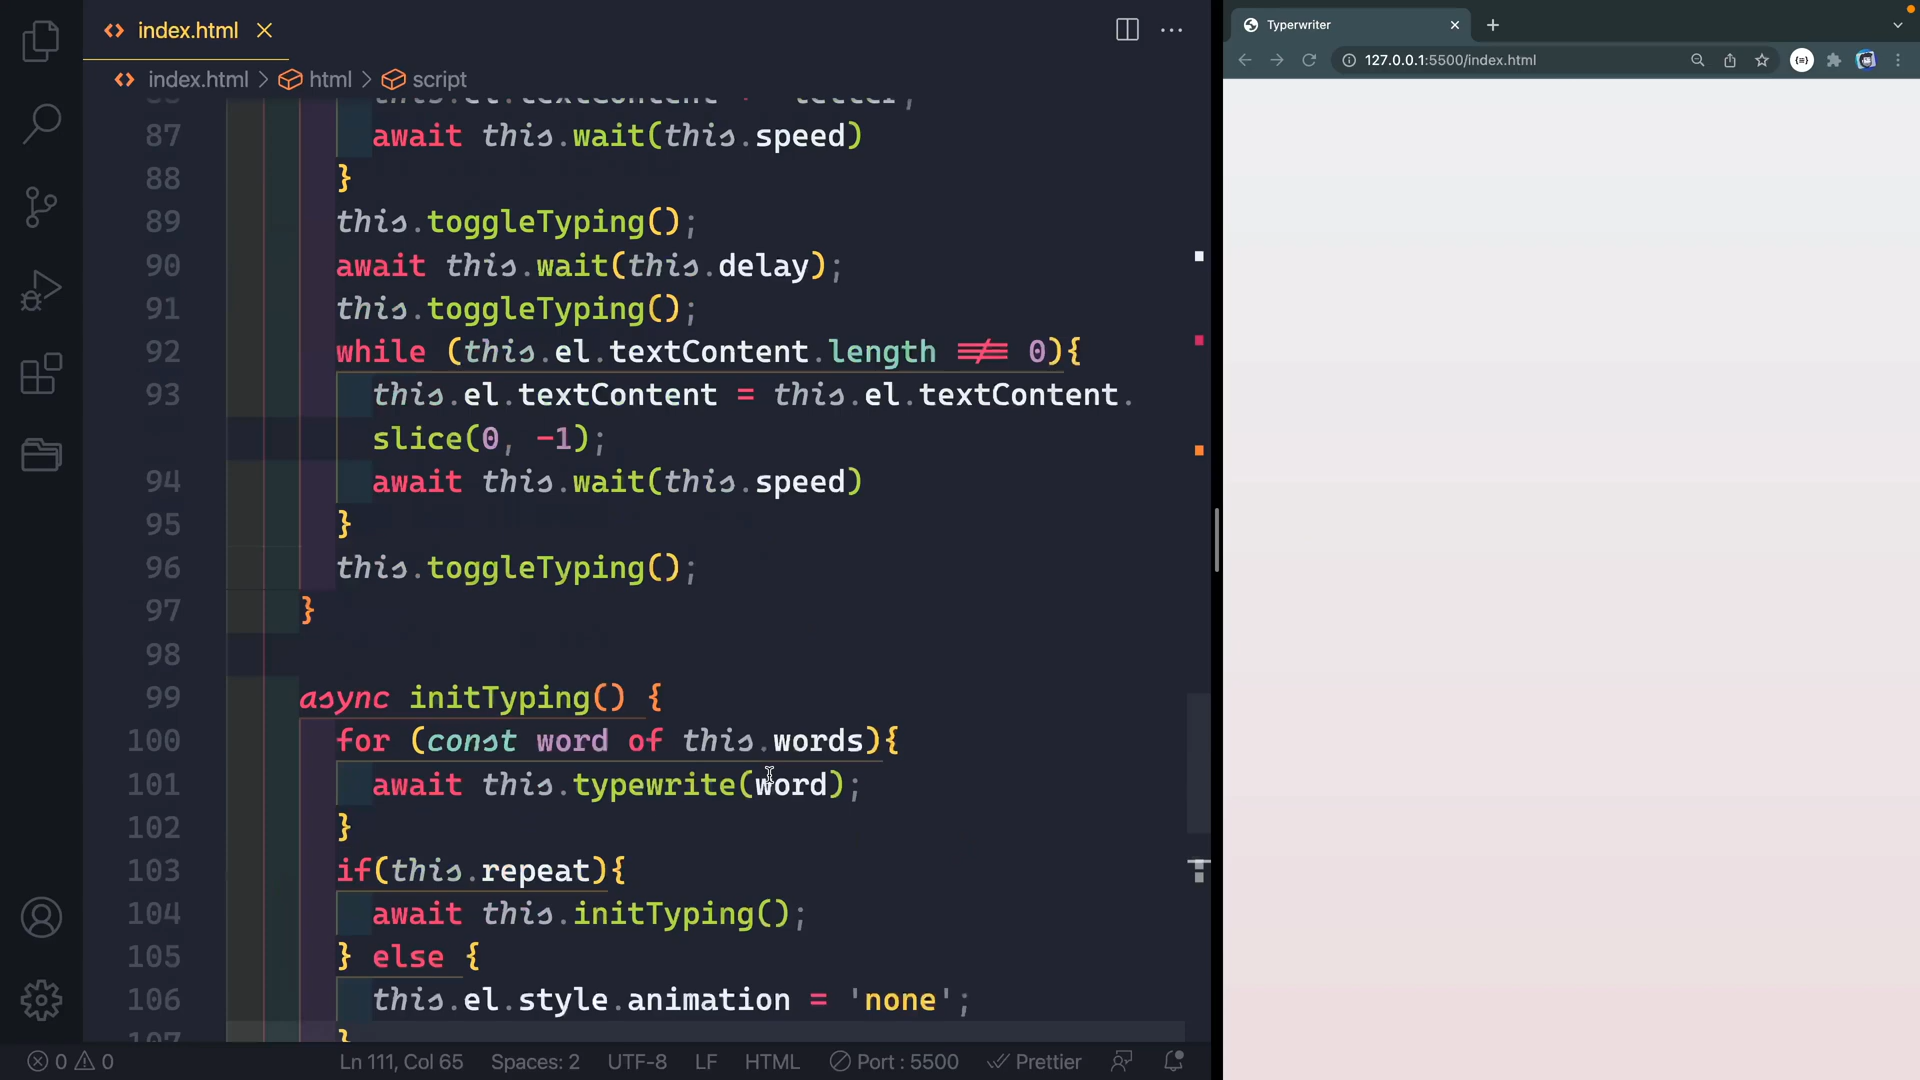 index.html
Typerwriter
127.0.0.1:5500/index.html
index.html > html > script
87 await this.wait(this.speed)
88 }
89 this.toggleTyping();
90 await this.wait(this.delay);
91 this.toggleTyping();
92 while (this.el.textContent.length !== 0){
93 this.el.textContent = this.el.textContent.
slice(0, -1);
94 await this.wait(this.speed)
95 }
96 this.toggleTyping();
97 }
98
99 async initTyping() {
100 for (const word of this.words){
101 await this.typewrite(word);
102 }
103 if(this.repeat){
104 await this.initTyping();
105 } else {
106 this.el.style.animation = 'none';
107 }
0 0 Ln 111, Col 65 Spaces: 2 UTF-8 LF HTML Port : 5500 Prettier